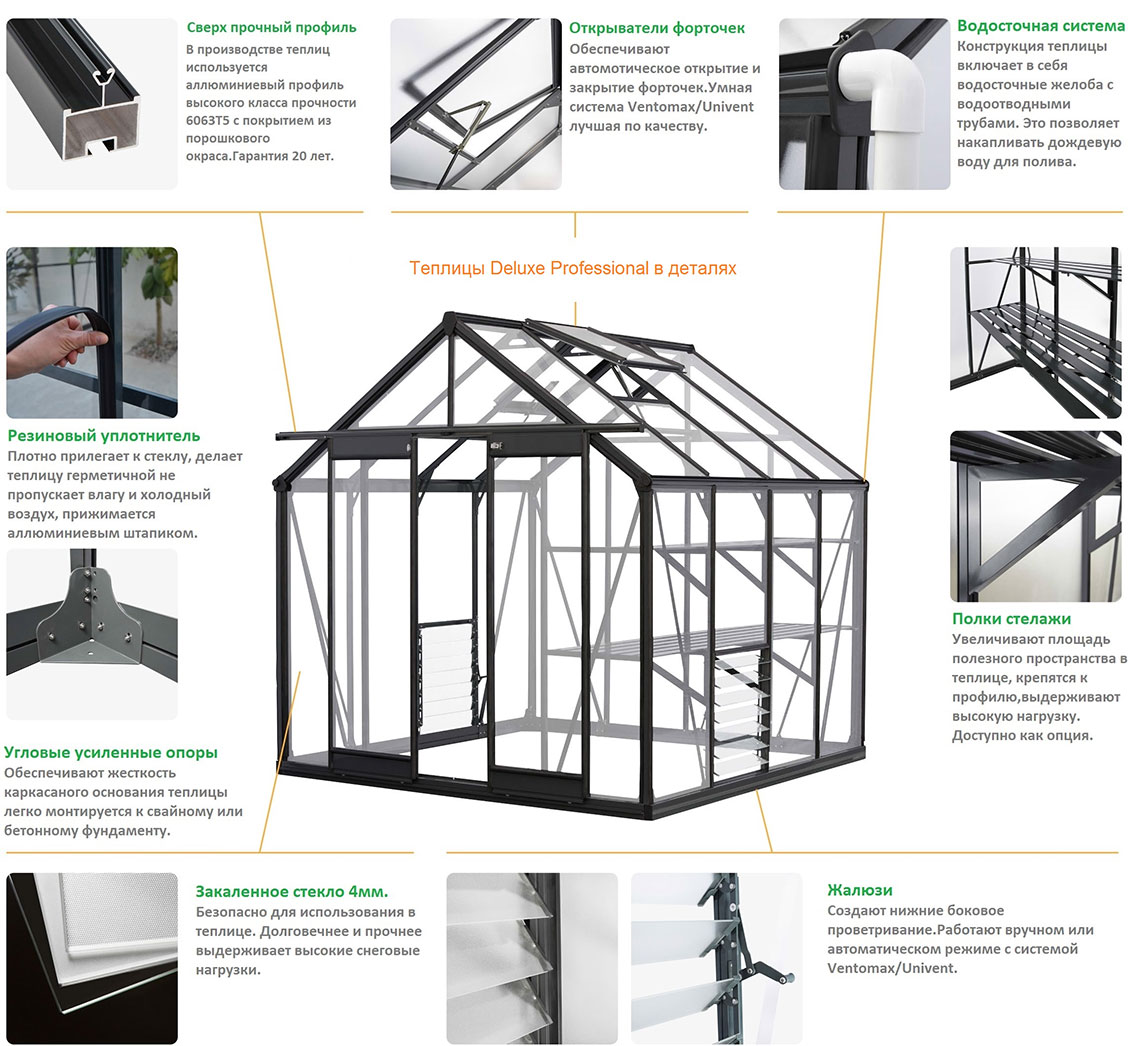 Сверх прочный профиль
В производстве теплиц
используется
аллюминиевый профиль
высокого класса прочности
6063Т5 с покрытием из
порошкового
окраса.Гарантия 20 лет.
Открыватели форточек
Обеспечивают
автомотическое открытие и
закрытие форточек.Умная
система Ventomax/Univent
лучшая по качеству.
Водосточная система
Конструкция теплицы
включает в себя
водосточные желоба с
водоотводными
трубами. Это позволяет
накапливать дождевую
воду для полива.
Теплицы Deluxe Professional в деталях
Резиновый уплотнитель
Плотно прилегает к стеклу, делает
теплицу герметичной не
пропускает влагу и холодный
воздух, прижимается
аллюминиевым штапиком.
Полки стелажи
Увеличивают площадь
полезного пространства в
теплице, крепятся к
профилю,выдерживают
высокую нагрузку.
Доступно как опция.
Угловые усиленные опоры
Обеспечивают жесткость
каркасаного основания теплицы
легко монтируется к свайному или
бетонному фундаменту.
Закаленное стекло 4мм.
Безопасно для использования в
теплице. Долговечнее и прочнее
выдерживает высокие снеговые
нагрузки.
Жалюзи
Создают нижние боковое
проветривание.Работают вручном или
автоматическом режиме с системой
Ventomax/Univent.